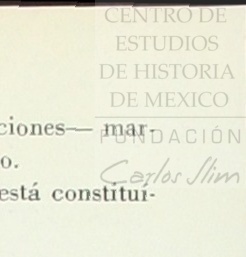 CENTRO DE
ESTUDIOS
DE HISTORIA
DE MEXICO
ciones— mar-
FUNDACIÓN
o.
Carlos Slim
está constituí-